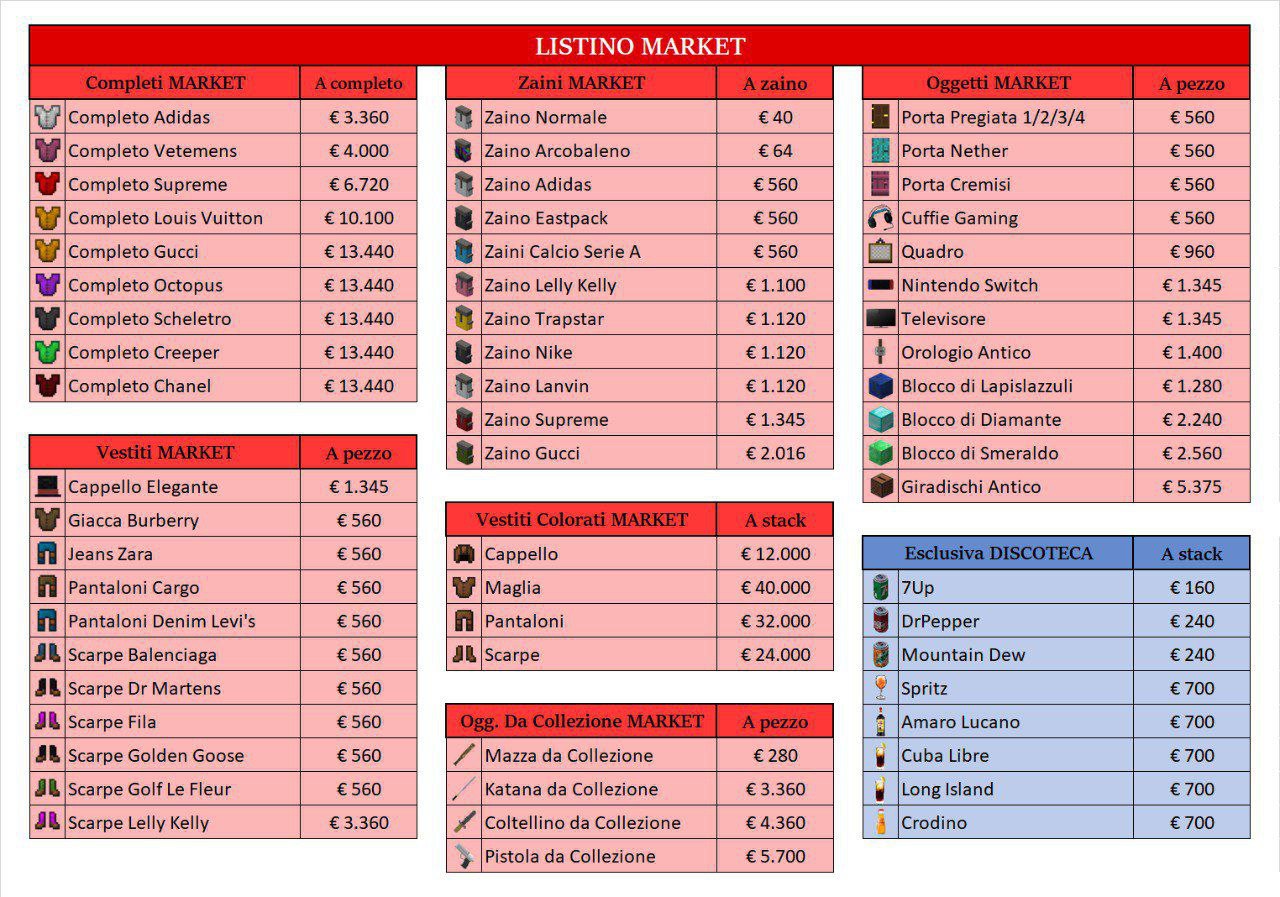 LISTINO MARKET
Completi MARKET A completo
Completo Adidas € 3.360
Completo Vetemens € 4.000
Completo Supreme € 6.720
Completo Louis Vuitton € 10.100
Completo Gucci € 13.440
Completo Octopus € 13.440
Completo Scheletro € 13.440
Completo Creeper € 13.440
Completo Chanel € 13.440
Vestiti MARKET A pezzo
Cappello Elegante € 1.345
Giacca Burberry € 560
Jeans Zara € 560
Pantaloni Cargo € 560
Pantaloni Denim Levi's € 560
Scarpe Balenciaga € 560
Scarpe Dr Martens € 560
Scarpe Fila € 560
Scarpe Golden Goose € 560
Scarpe Golf Le Fleur € 560
Scarpe Lelly Kelly € 3.360
Zaini MARKET A zaino
Zaino Normale € 40
Zaino Arcobaleno € 64
Zaino Adidas € 560
Zaino Eastpack € 560
Zaini Calcio Serie A € 560
Zaino Lelly Kelly € 1.100
Zaino Trapstar € 1.120
Zaino Nike € 1.120
Zaino Lanvin € 1.120
Zaino Supreme € 1.345
Zaino Gucci € 2.016
Vestiti Colorati MARKET A stack
Cappello € 12.000
Maglia € 40.000
Pantaloni € 32.000
Scarpe € 24.000
Ogg. Da Collezione MARKET A pezzo
Mazza da Collezione € 280
Katana da Collezione € 3.360
Coltellino da Collezione € 4.360
Pistola da Collezione € 5.700
Oggetti MARKET A pezzo
Porta Pregiata 1/2/3/4 € 560
Porta Nether € 560
Porta Cremisi € 560
Cuffie Gaming € 560
Quadro € 960
Nintendo Switch € 1.345
Televisore € 1.345
Orologio Antico € 1.400
Blocco di Lapislazzuli € 1.280
Blocco di Diamante € 2.240
Blocco di Smeraldo € 2.560
Giradischi Antico € 5.375
Esclusiva DISCOTECA A stack
7Up € 160
DrPepper € 240
Mountain Dew € 240
Spritz € 700
Amaro Lucano € 700
Cuba Libre € 700
Long Island € 700
Crodino € 700